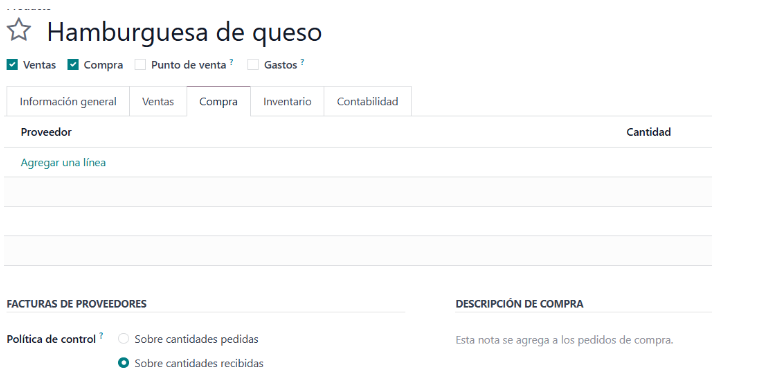 Hamburguesa de queso
Ventas Compra Punto de venta ? Gastos ?
Información general Ventas Compra Inventario Contabilidad
Proveedor Cantidad
Agregar una línea
FACTURAS DE PROVEEDORES DESCRIPCIÓN DE COMPRA
Política de control ? Sobre cantidades pedidas Esta nota se agrega a los pedidos de compra.
Sobre cantidades recibidas